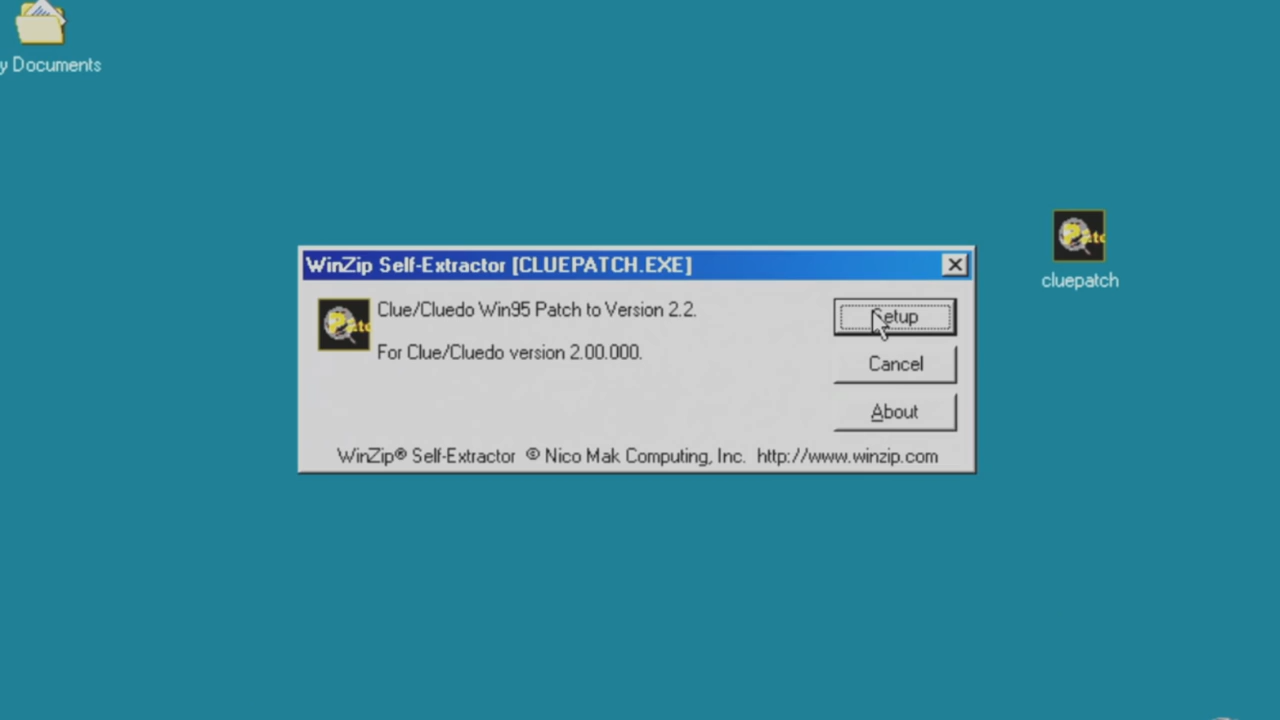 y Documents
WinZip Self-Extractor [CLUEPATCH.EXE]
Clue/Cluedo Win95 Patch to Version 2.2.
For Clue/Cluedo version 2.00.000.
Setup
Cancel
About
WinZip® Self-Extractor © Nico Mak Computing, Inc. http://www.winzip.com
cluepatch